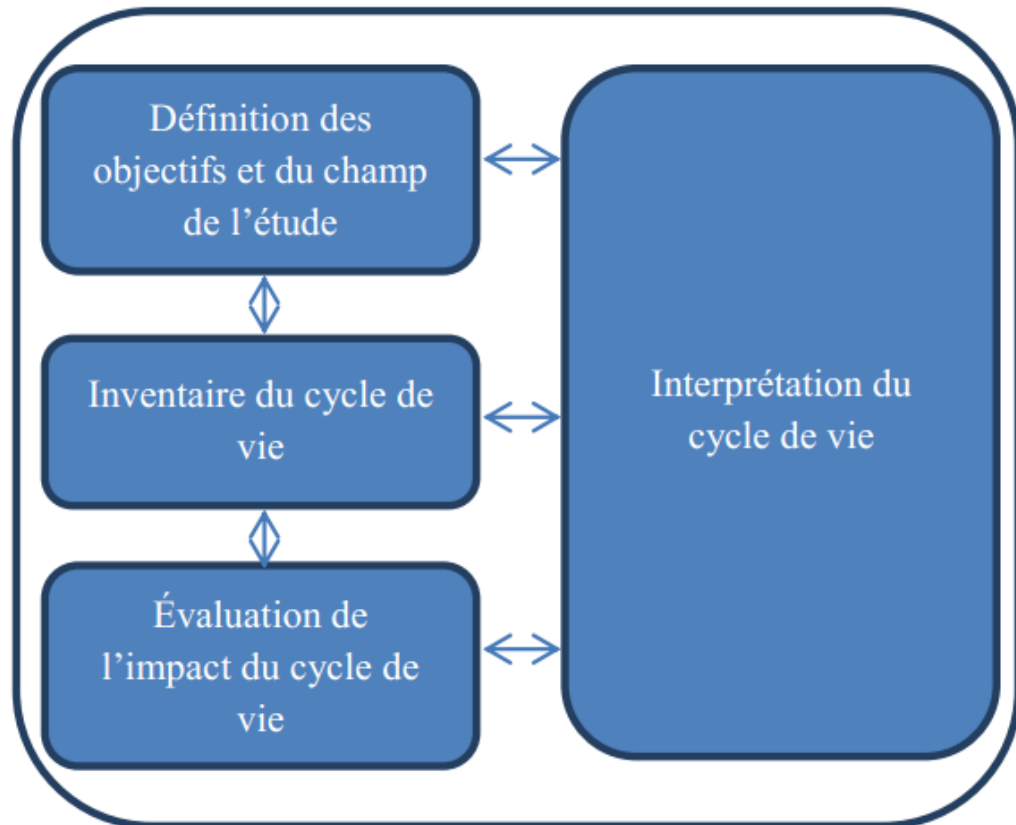 Définition des
objectifs et du champ
de l’étude
Inventaire du cycle de
vie
Évaluation de
l’impact du cycle de
vie
Interprétation du
cycle de vie